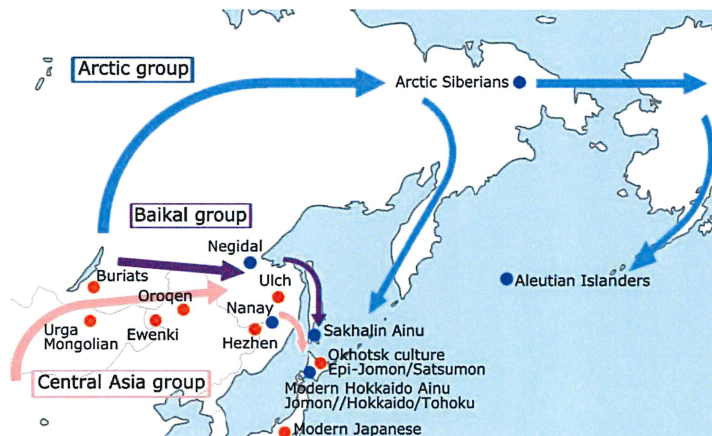 Arctic group
Arctic Siberians
Baikal group
Negidal
Buriats
Ulch
Oroqen
Nanay
Aleutian Islanders
Urga
Mongolian
Ewenki
Hezhen
Sakhalin Ainu
Okhotsk culture
Epi-Jomon/Satsumon
Central Asia group
Modern Hokkaido Ainu
Jomon//Hokkaido/Tohoku
Modern Japanese